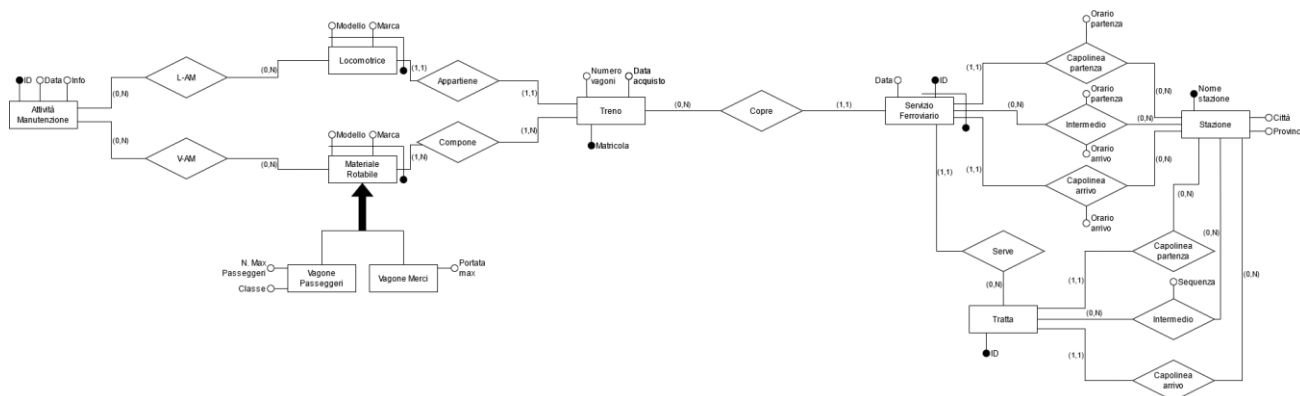 Modello
Marca
ID
Data
Info
Attività
Manutenzione
(0,N)
(0,N)
L-AM
V-AM
(0,N)
(0,N)
Locomotrice
(1,1)
Appartiene
(1,1)
Modello
Marca
Materiale
Rotabile
(1,N)
Compone
(1,N)
N. Max
Passeggeri
Classe
Vagone
Passeggeri
Vagone Merci
Portata
max
Numero
vagoni
Data
acquisto
Treno
Matricola
(0,N)
Copre
(1,1)
Data
ID
Servizio
Ferroviario
(1,1)
(0,N)
(1,1)
(1,1)
Orario
partenza
Capolinea
partenza
(0,N)
Orario
partenza
Intermedio
(0,N)
Orario
arrivo
Capolinea
arrivo
(0,N)
Orario
arrivo
Nome
stazione
Stazione
Città
Provinc
Serve
(0,N)
Tratta
ID
(1,1)
(0,N)
(1,1)
Capolinea
partenza
(0,N)
Sequenza
Intermedio
(0,N)
Capolinea
arrivo
(0,N)